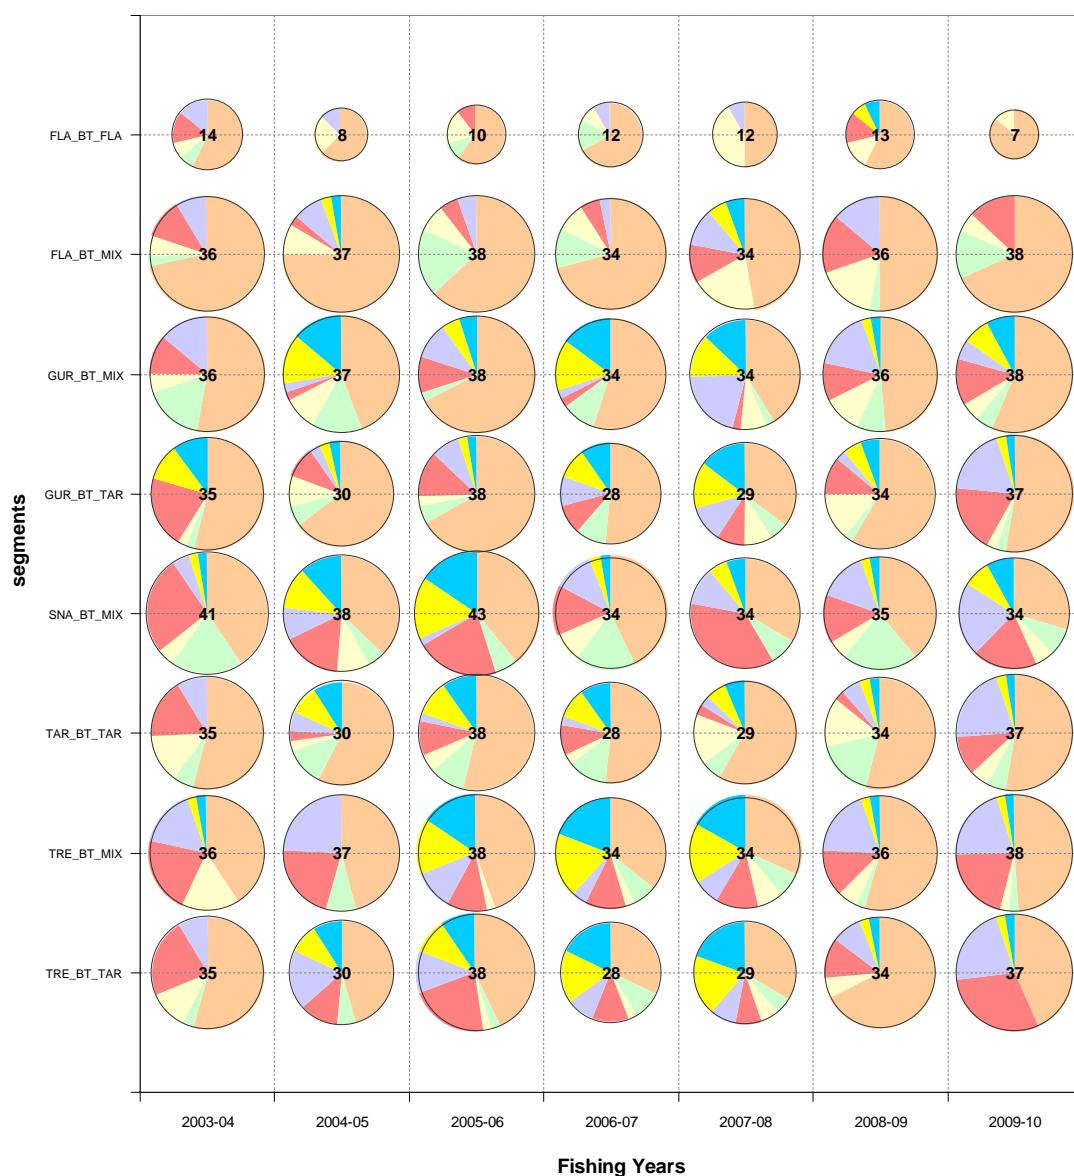 FLA_BT_FLA 14 8 10 12 12 13 7
FLA_BT_MIX 36 37 38 34 34 36 38
GUR_BT_MIX 36 37 38 34 34 36 38
GUR_BT_TAR 35 30 38 28 29 34 37
segments
SNA_BT_MIX 41 38 43 34 34 35 34
TAR_BT_TAR 35 30 38 28 29 34 37
TRE_BT_MIX 36 37 38 34 34 36 38
TRE_BT_TAR 35 30 38 28 29 34 37
2003-04 2004-05 2005-06 2006-07 2007-08 2008-09 2009-10
Fishing Years